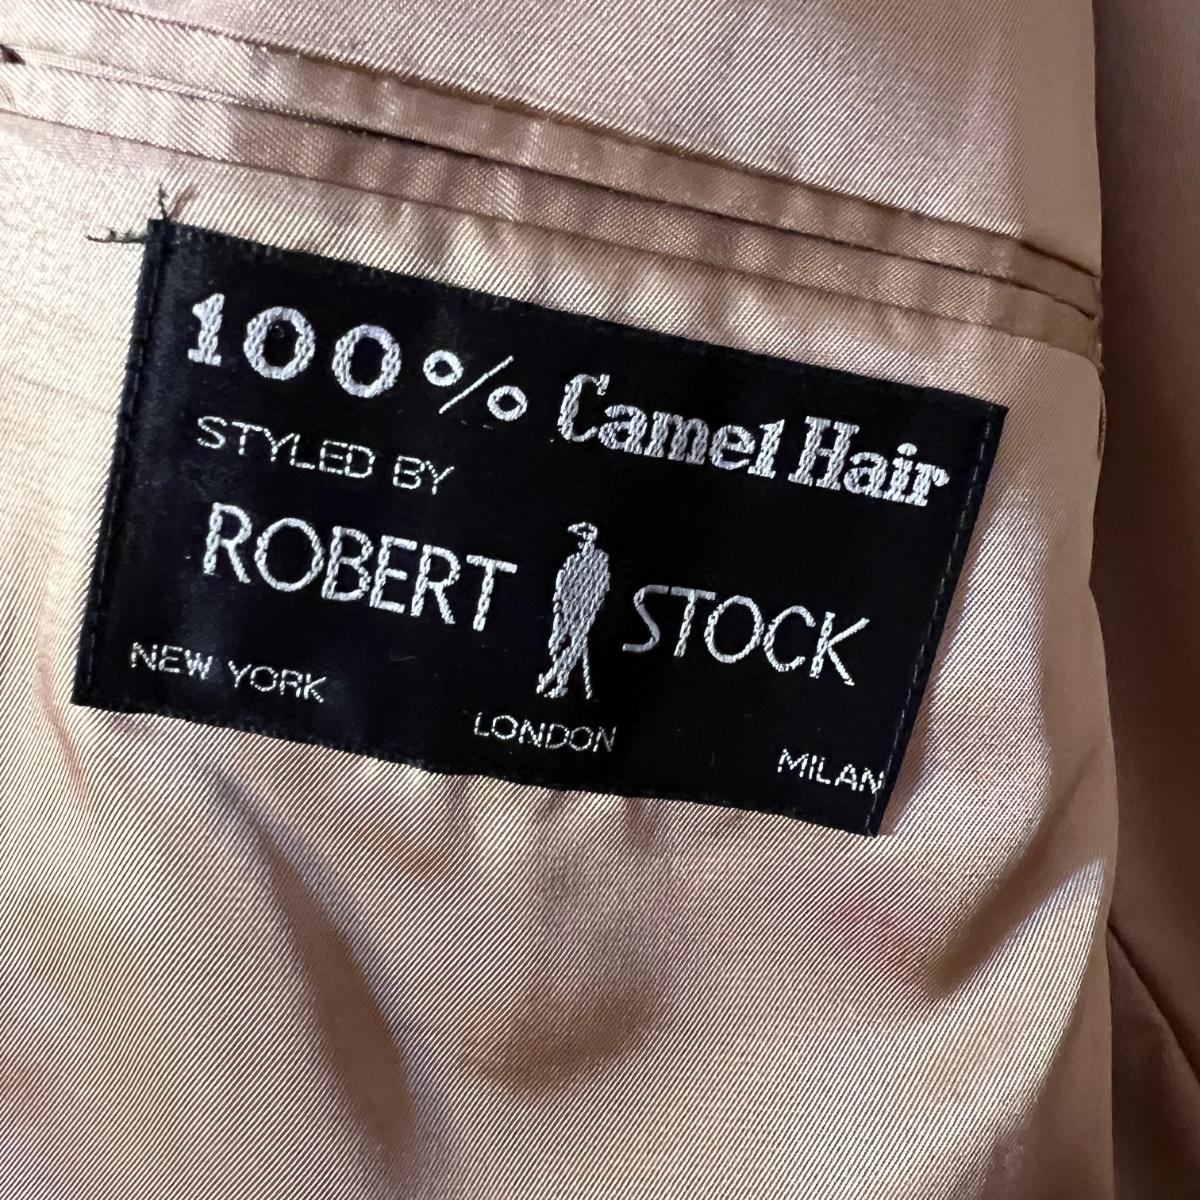 100% Camel Hair
STYLED BY
ROBERT STOCK
NEW YORK LONDON MILAN